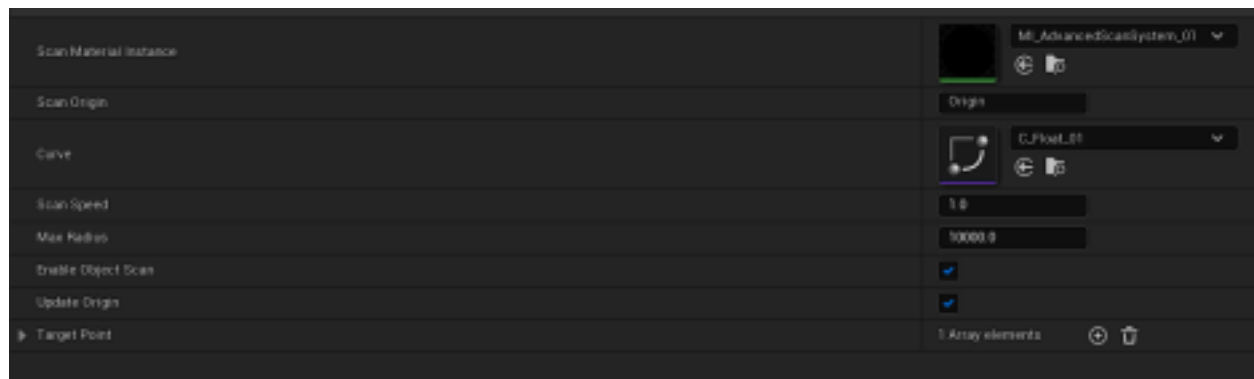 Scan Material Instance
MI_AdvancedScanSystem_01
Scan Origin
Origin
Curve
C_Float_01
Scan Speed
1.0
Max Radius
10000.0
Enable Object Scan
Update Origin
Target Point
1 Array elements